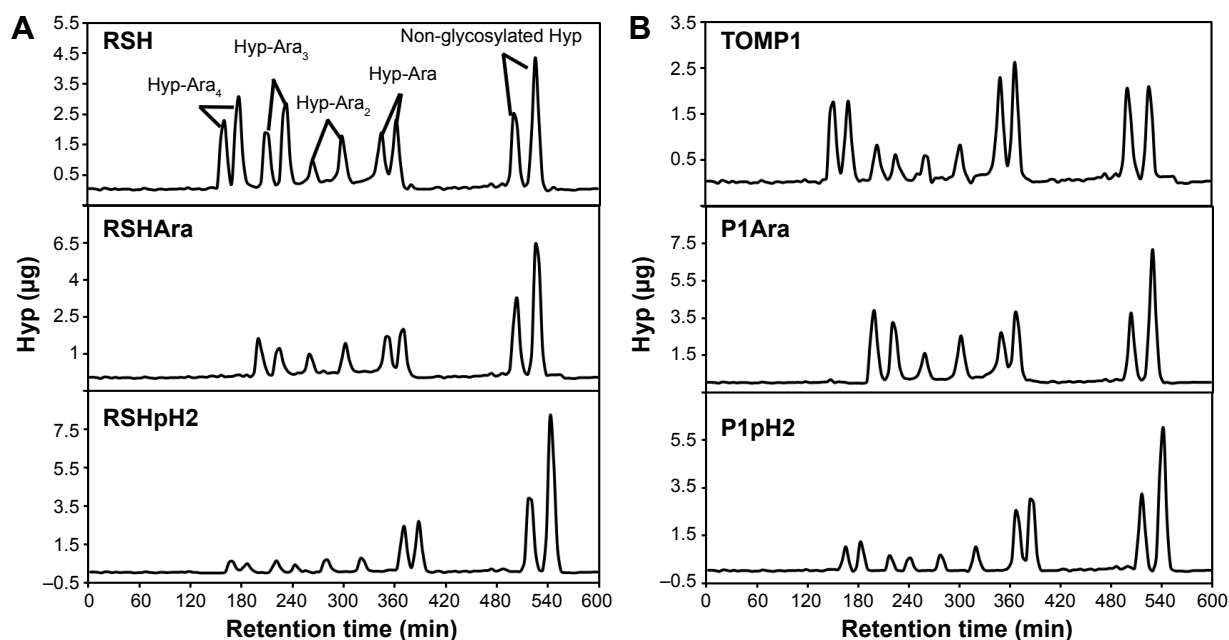 A
RSH
Hyp-Ara₄
Hyp-Ara₃
Hyp-Ara₂
Hyp-Ara
Non-glycosylated Hyp
5.5
4.5
3.5
2.5
1.5
0.5
RSHAra
6.5
4
2.5
1
RSHpH2
7.5
5.5
3.5
1.5
–0.5
Hyp (µg)
0 60 120 180 240 300 360 420 480 540 600
Retention time (min)
B
TOMP1
3.5
2.5
1.5
0.5
P1Ara
7.5
5.5
3.5
1.5
P1pH2
5.5
3.5
1.5
–0.5
Hyp (µg)
0 60 120 180 240 300 360 420 480 540 600
Retention time (min)